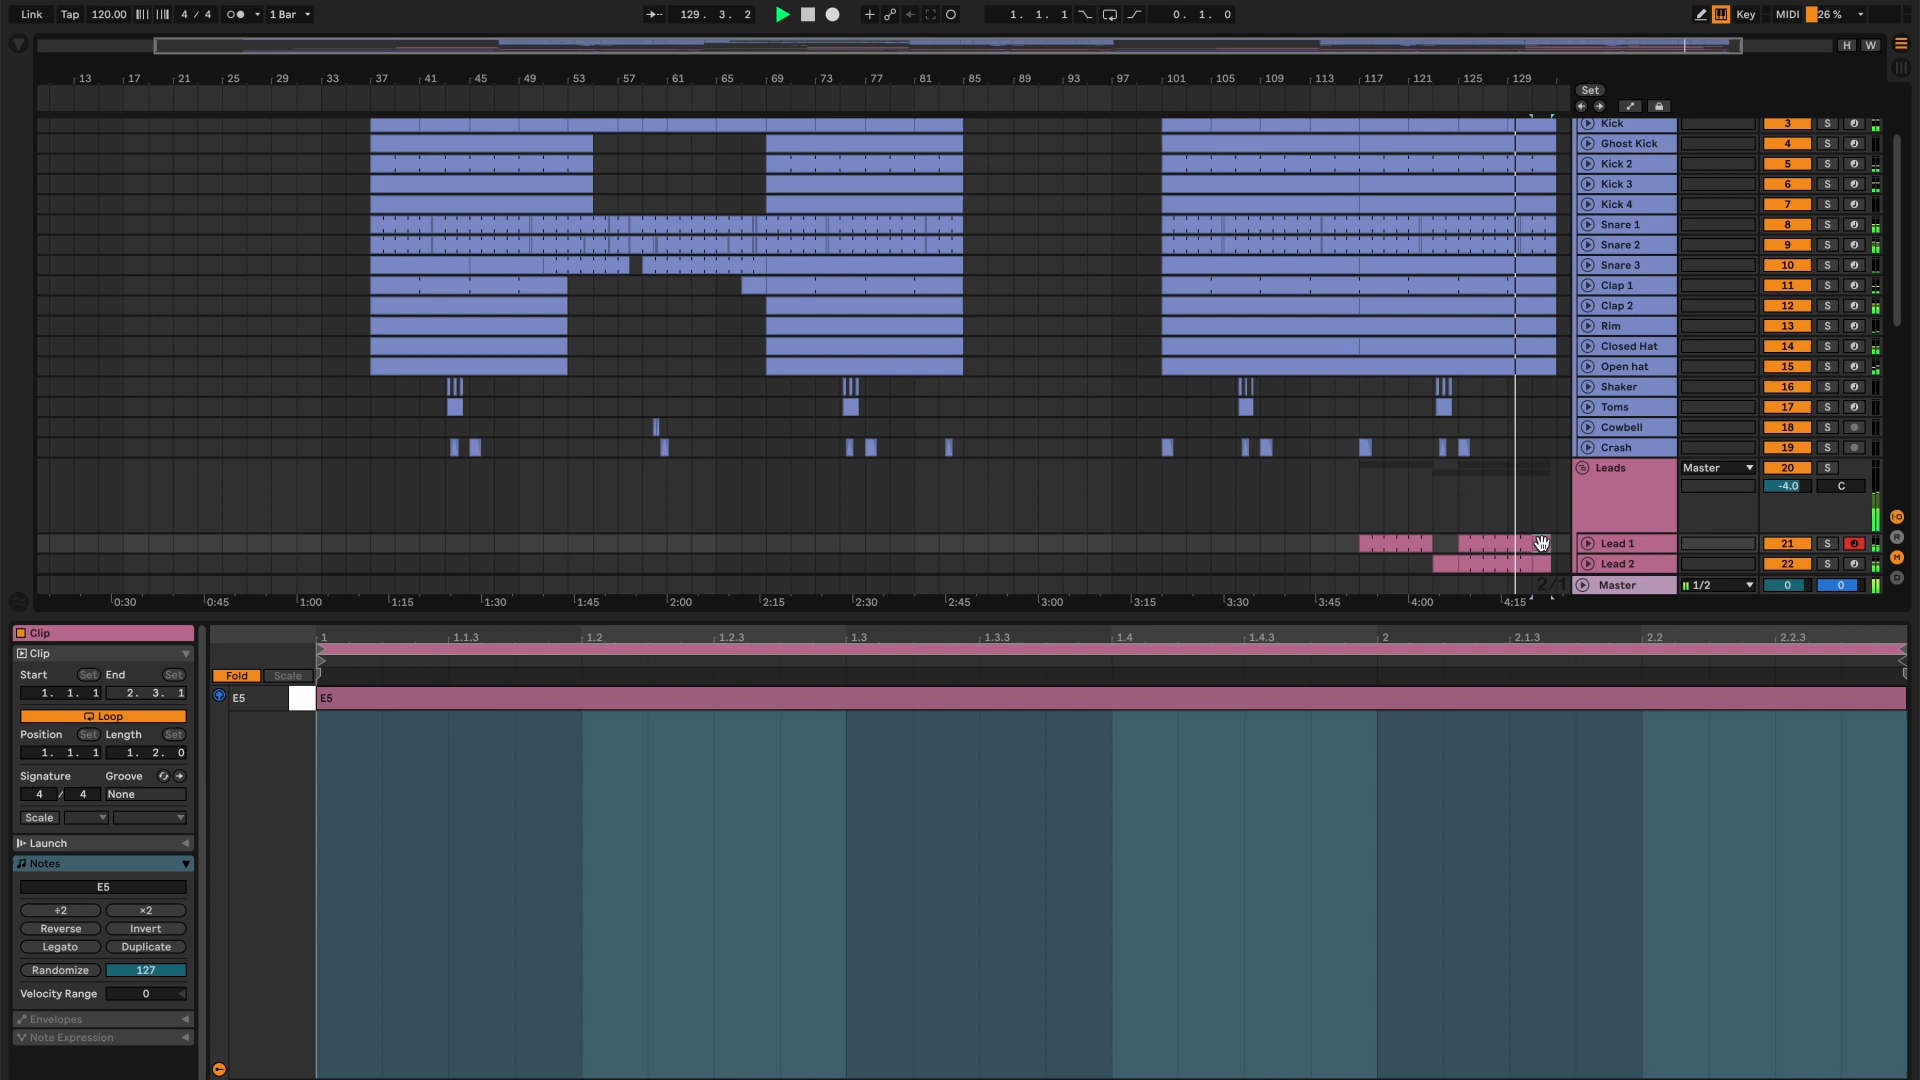 Link Tap 120.00 4 / 4 1 Bar 129. 3. 2 1. 1. 1 0. 1. 0 Key MIDI 26 %
H W
13 17 21 25 29 33 37 41 45 49 53 57 61 65 69 73 77 81 85 89 93 97 101 105 109 113 117 121 125 129
Set
Kick 3 S
Ghost Kick 4 S
Kick 2 5 S
Kick 3 6 S
Kick 4 7 S
Snare 1 8 S
Snare 2 9 S
Snare 3 10 S
Clap 1 11 S
Clap 2 12 S
Rim 13 S
Closed Hat 14 S
Open hat 15 S
Shaker 16 S
Toms 17 S
Cowbell 18 S
Crash 19 S
Leads Master 20 S
-4.0 C
I·O
R
Lead 1 21 S
M
Lead 2 22 S
D
2/1 Master 1/2 0 0
0:30 0:45 1:00 1:15 1:30 1:45 2:00 2:15 2:30 2:45 3:00 3:15 3:30 3:45 4:00 4:15
Clip
1 1.1.3 1.2 1.2.3 1.3 1.3.3 1.4 1.4.3 2 2.1.3 2.2 2.2.3
Clip
Start Set End Set
Fold Scale
1. 1. 1 2. 3. 1
E5 E5
Loop
Position Set Length Set
1. 1. 1 1. 2. 0
Signature Groove
4 / 4 None
Scale
Launch
Notes
E5
÷2 ×2
Reverse Invert
Legato Duplicate
Randomize 127
Velocity Range 0
Envelopes
Note Expression